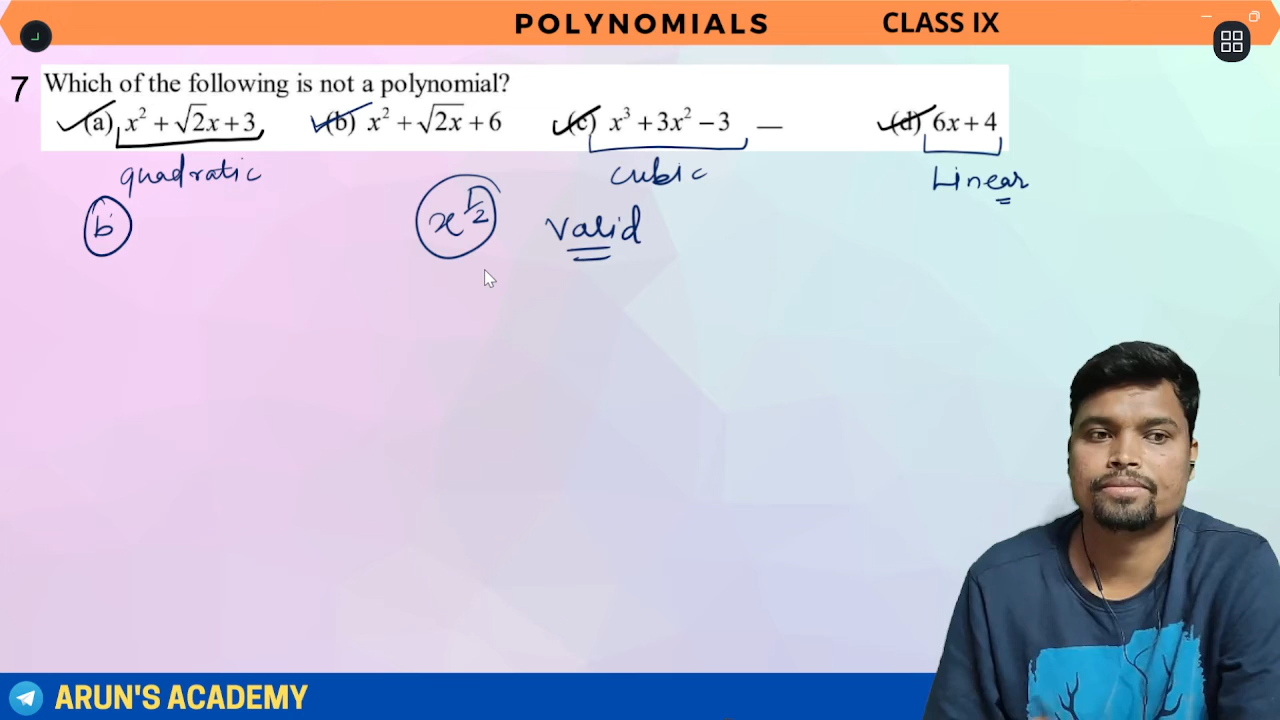 POLYNOMIALS CLASS IX
7 Which of the following is not a polynomial?
(a) x² + √2x + 3 (b) x² + √2x + 6 (c) x³ + 3x² − 3 (d) 6x + 4
quadratic cubic Linear
b x^1/2 valid
ARUN'S ACADEMY